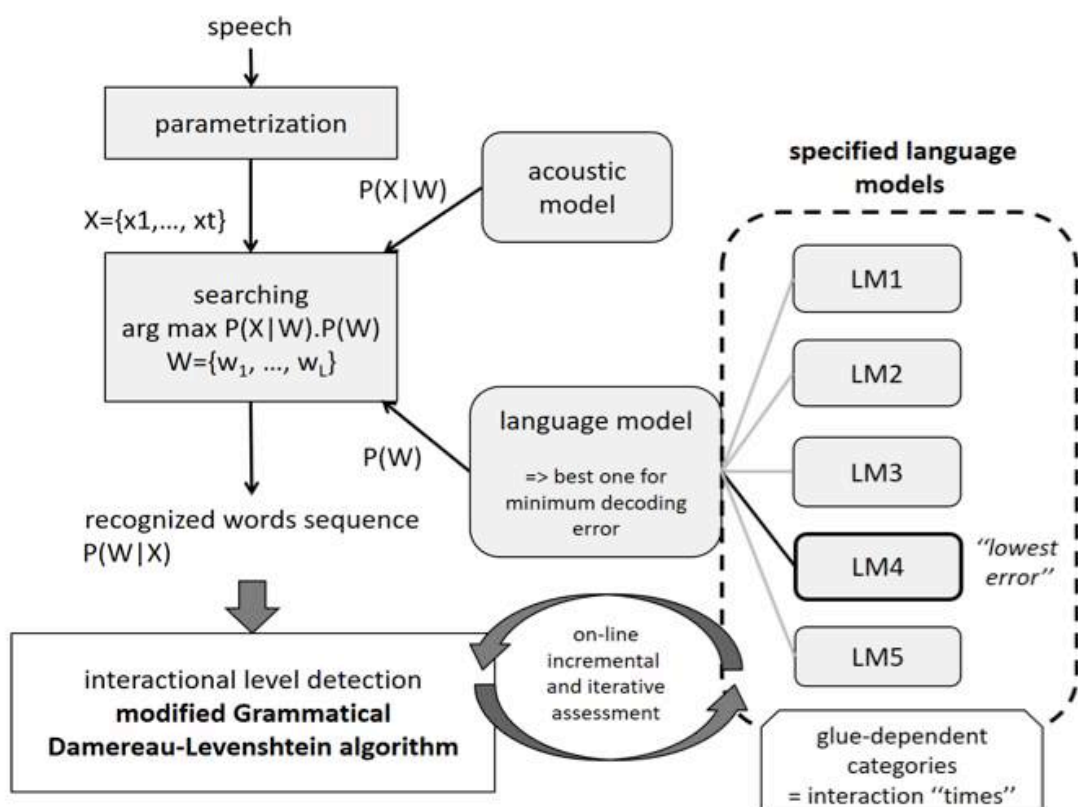 speech
parametrization
X={x1,..., xt}
P(X|W)
acoustic
model
searching
arg max P(X|W).P(W)
W={w₁, ..., w_L}
P(W)
language model
=> best one for
minimum decoding
error
recognized words sequence
P(W|X)
interactional level detection
modified Grammatical
Damereau-Levenshtein algorithm
on-line
incremental
and iterative
assessment
specified language
models
LM1
LM2
LM3
LM4
"lowest
error"
LM5
glue-dependent
categories
= interaction "times"